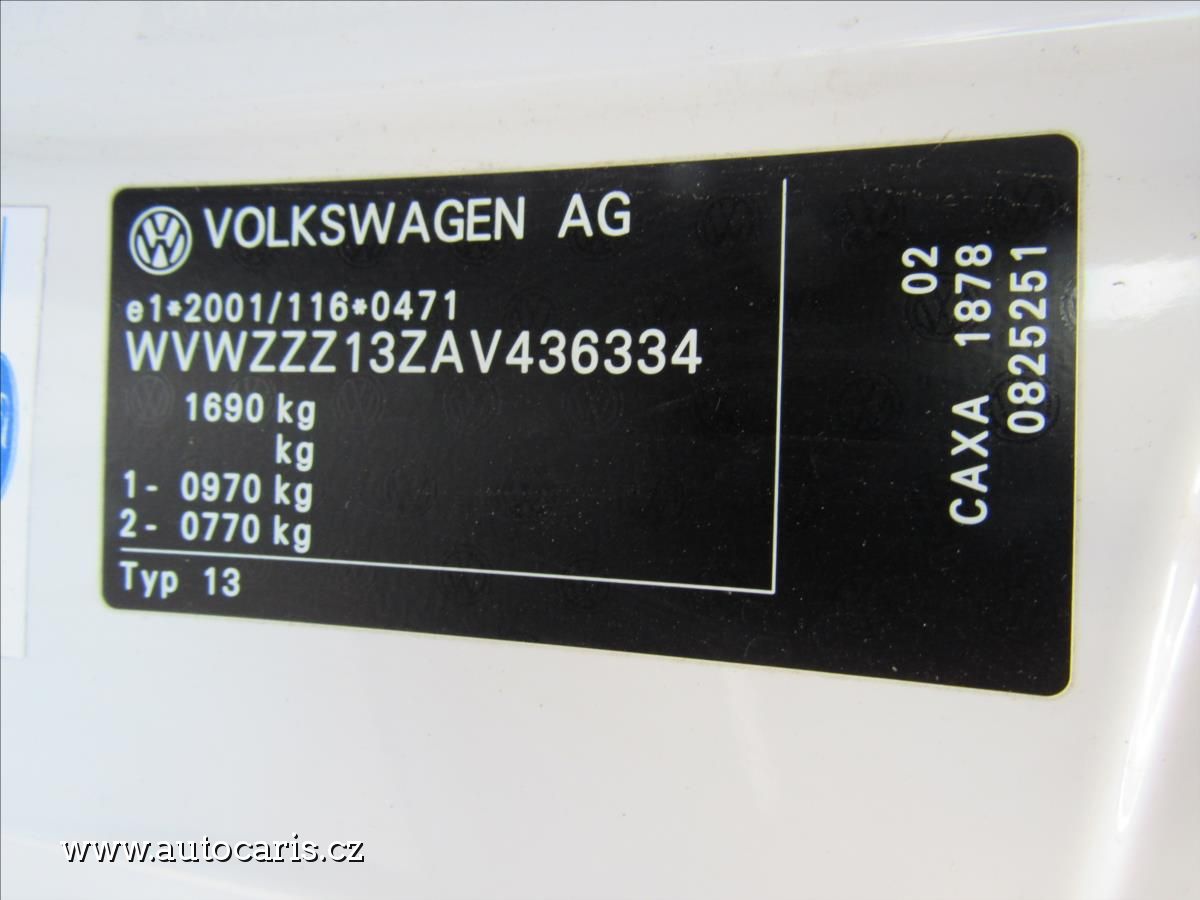 VOLKSWAGEN AG
e1*2001/116*0471
WVWZZZ13ZAV436334
1690 kg
kg
1- 0970 kg
2- 0770 kg
Typ 13
02
CAXA 1878
0825251
www.autocaris.cz